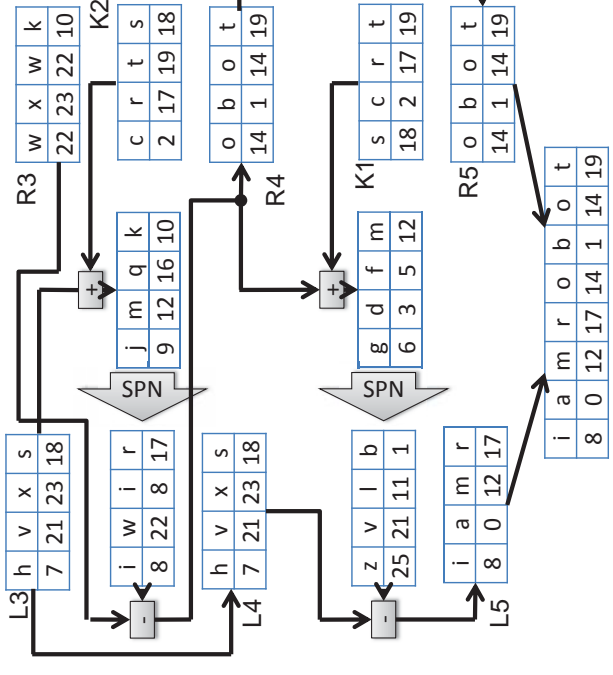 K2
w x w k
22 23 22 10
R3
c r t s
2 17 19 18
o b o t
14 1 14 19
R4
s c r t
18 2 17 19
K1
o b o t
14 1 14 19
R5
+
j m q k
9 12 16 10
+
g d f m
6 3 5 12
SPN
SPN
h v x s
7 21 23 18
L3
i w i r
8 22 8 17
-
h v x s
7 21 23 18
L4
z v l b
25 21 11 1
-
i a m r
8 0 12 17
L5
i a m r o b o t
8 0 12 17 14 1 14 19